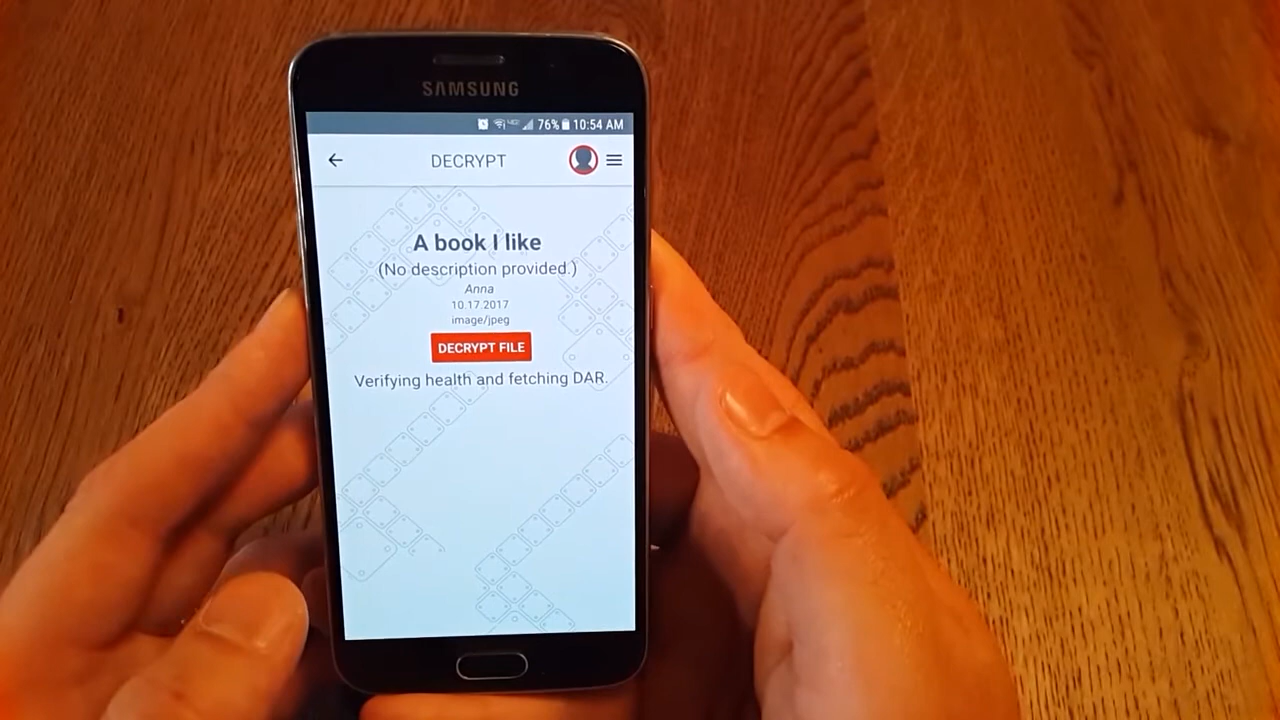 SAMSUNG
76% 10:54 AM
DECRYPT
A book I like
(No description provided.)
Anna
10.17.2017
image/jpeg
DECRYPT FILE
Verifying health and fetching DAR.